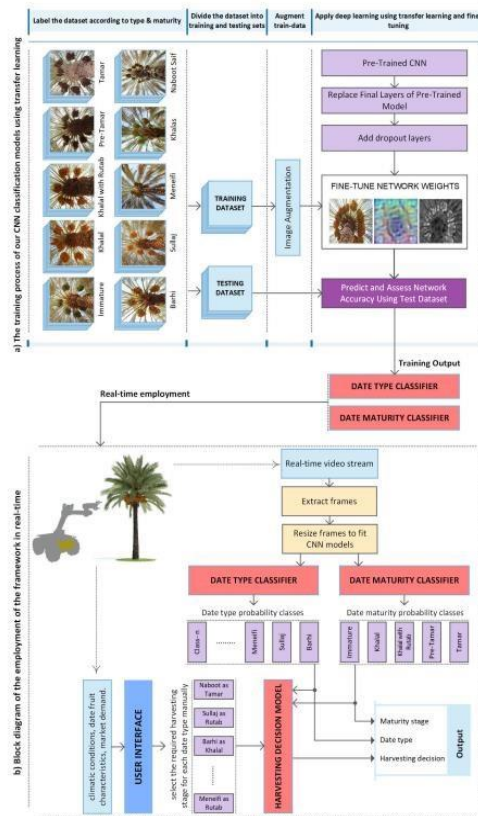 Label the dataset according to type & maturity
Divide the dataset into
training and testing sets
Augment
train-data
Apply deep learning using transfer learning and fine
tuning
a) The training process of our CNN classification models using transfer learning
Tamar
Naboot Saif
Pre-Tamar
Khalas
Khalal with Rutab
Meneifi
Khalal
Sullaj
Immature
Barhi
TRAINING
DATASET
TESTING
DATASET
Image Augmentation
Pre-Trained CNN
Replace Final Layers of Pre-Trained
Model
Add dropout layers
FINE-TUNE NETWORK WEIGHTS
Predict and Assess Network
Accuracy Using Test Dataset
Training Output
DATE TYPE CLASSIFIER
DATE MATURITY CLASSIFIER
Real-time employment
b) Block diagram of the employment of the framework in real-time
Real-time video stream
Extract frames
Resize frames to fit
CNN models
DATE TYPE CLASSIFIER
DATE MATURITY CLASSIFIER
Date type probability classes
Date maturity probability classes
Class- n
.........
Meneifi
Sullaj
Barhi
Immature
Khalal
Khalal with
Rutab
Pre-Tamar
Tamar
climatic conditions, date fruit
characteristics, market demand.
USER INTERFACE
select the required harvesting
stage for each date type manually
Naboot as
Tamar
Sullaj as
Rutab
Barhi as
Khalal
Meneifi as
Rutab
HARVESTING DECISION MODEL
Maturity stage
Date type
Harvesting decision
Output